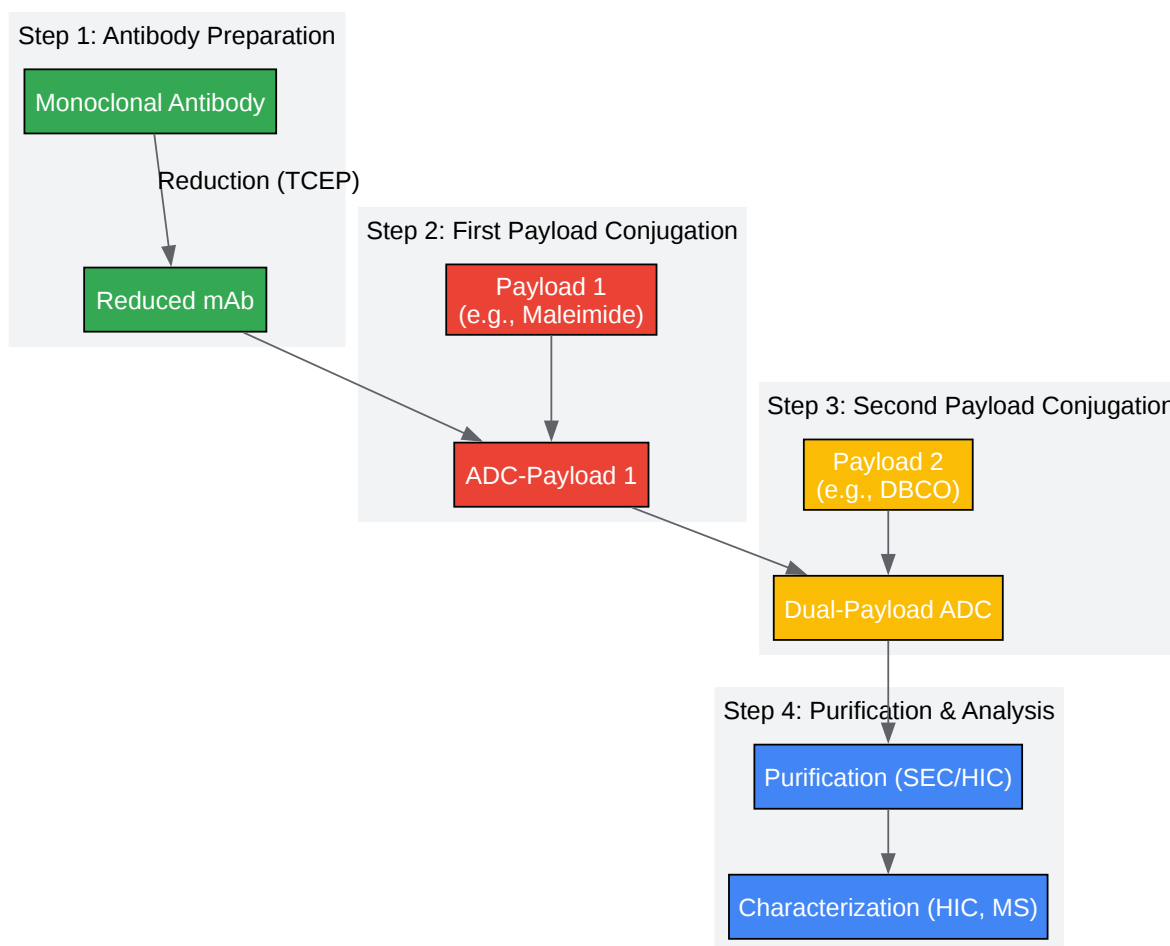 Step 1: Antibody Preparation
Monoclonal Antibody
Reduction (TCEP)
Reduced mAb
Step 2: First Payload Conjugation
Payload 1
(e.g., Maleimide)
ADC-Payload 1
Step 3: Second Payload Conjugation
Payload 2
(e.g., DBCO)
Dual-Payload ADC
Step 4: Purification & Analysis
Purification (SEC/HIC)
Characterization (HIC, MS)